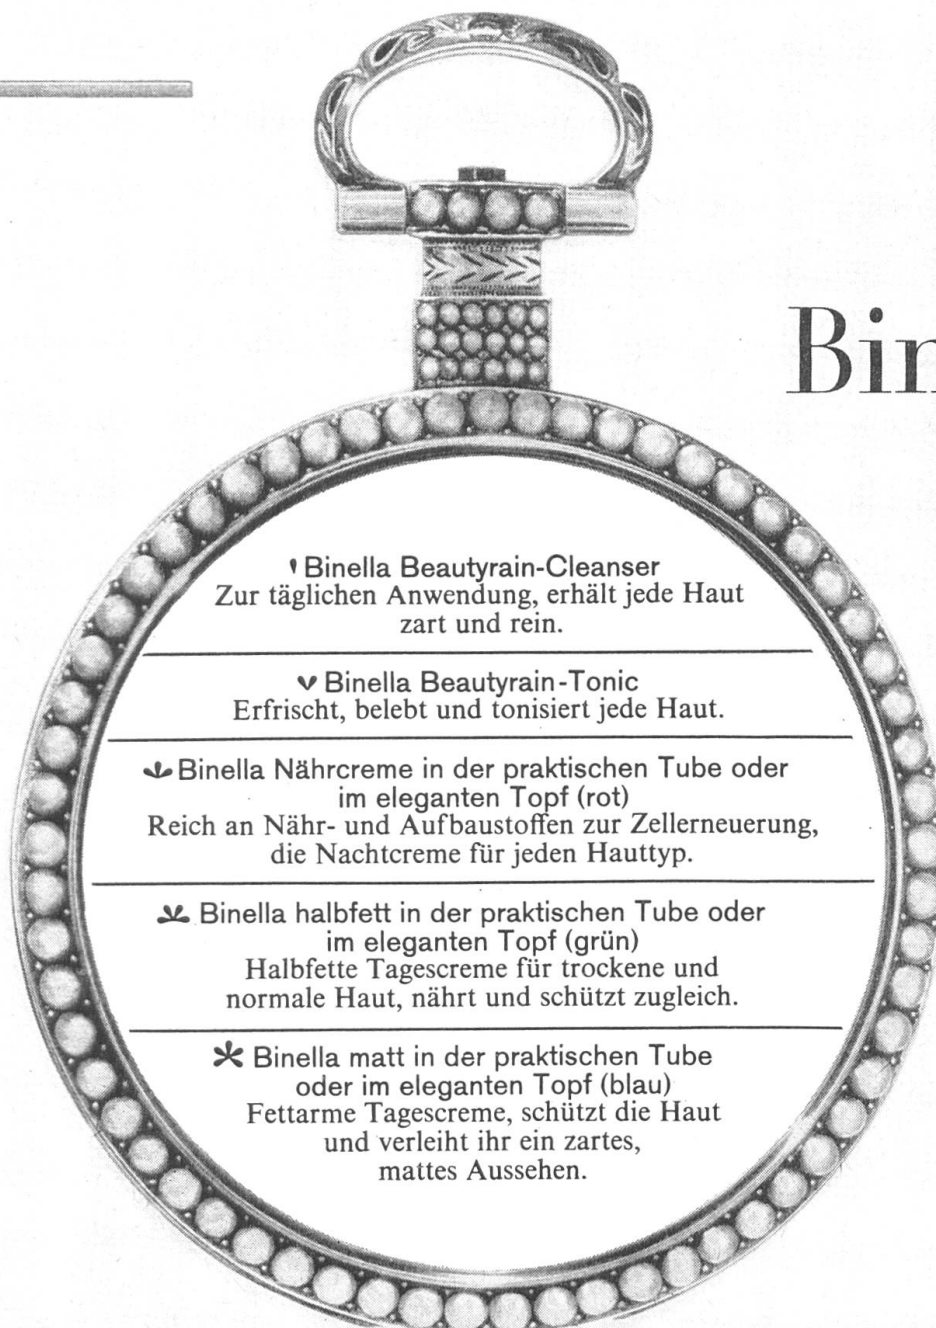 Bin
Binella Beautyrain-Cleanser
Zur täglichen Anwendung, erhält jede Haut
zart und rein.
Binella Beautyrain-Tonic
Erfrischt, belebt und tonisiert jede Haut.
Binella Nährcreme in der praktischen Tube oder
im eleganten Topf (rot)
Reich an Nähr- und Aufbaustoffen zur Zellerneuerung,
die Nachtcreme für jeden Hauttyp.
Binella halbfett in der praktischen Tube oder
im eleganten Topf (grün)
Halbfette Tagescreme für trockene und
normale Haut, nährt und schützt zugleich.
Binella matt in der praktischen Tube
oder im eleganten Topf (blau)
Fettarme Tagescreme, schützt die Haut
und verleiht ihr ein zartes,
mattes Aussehen.